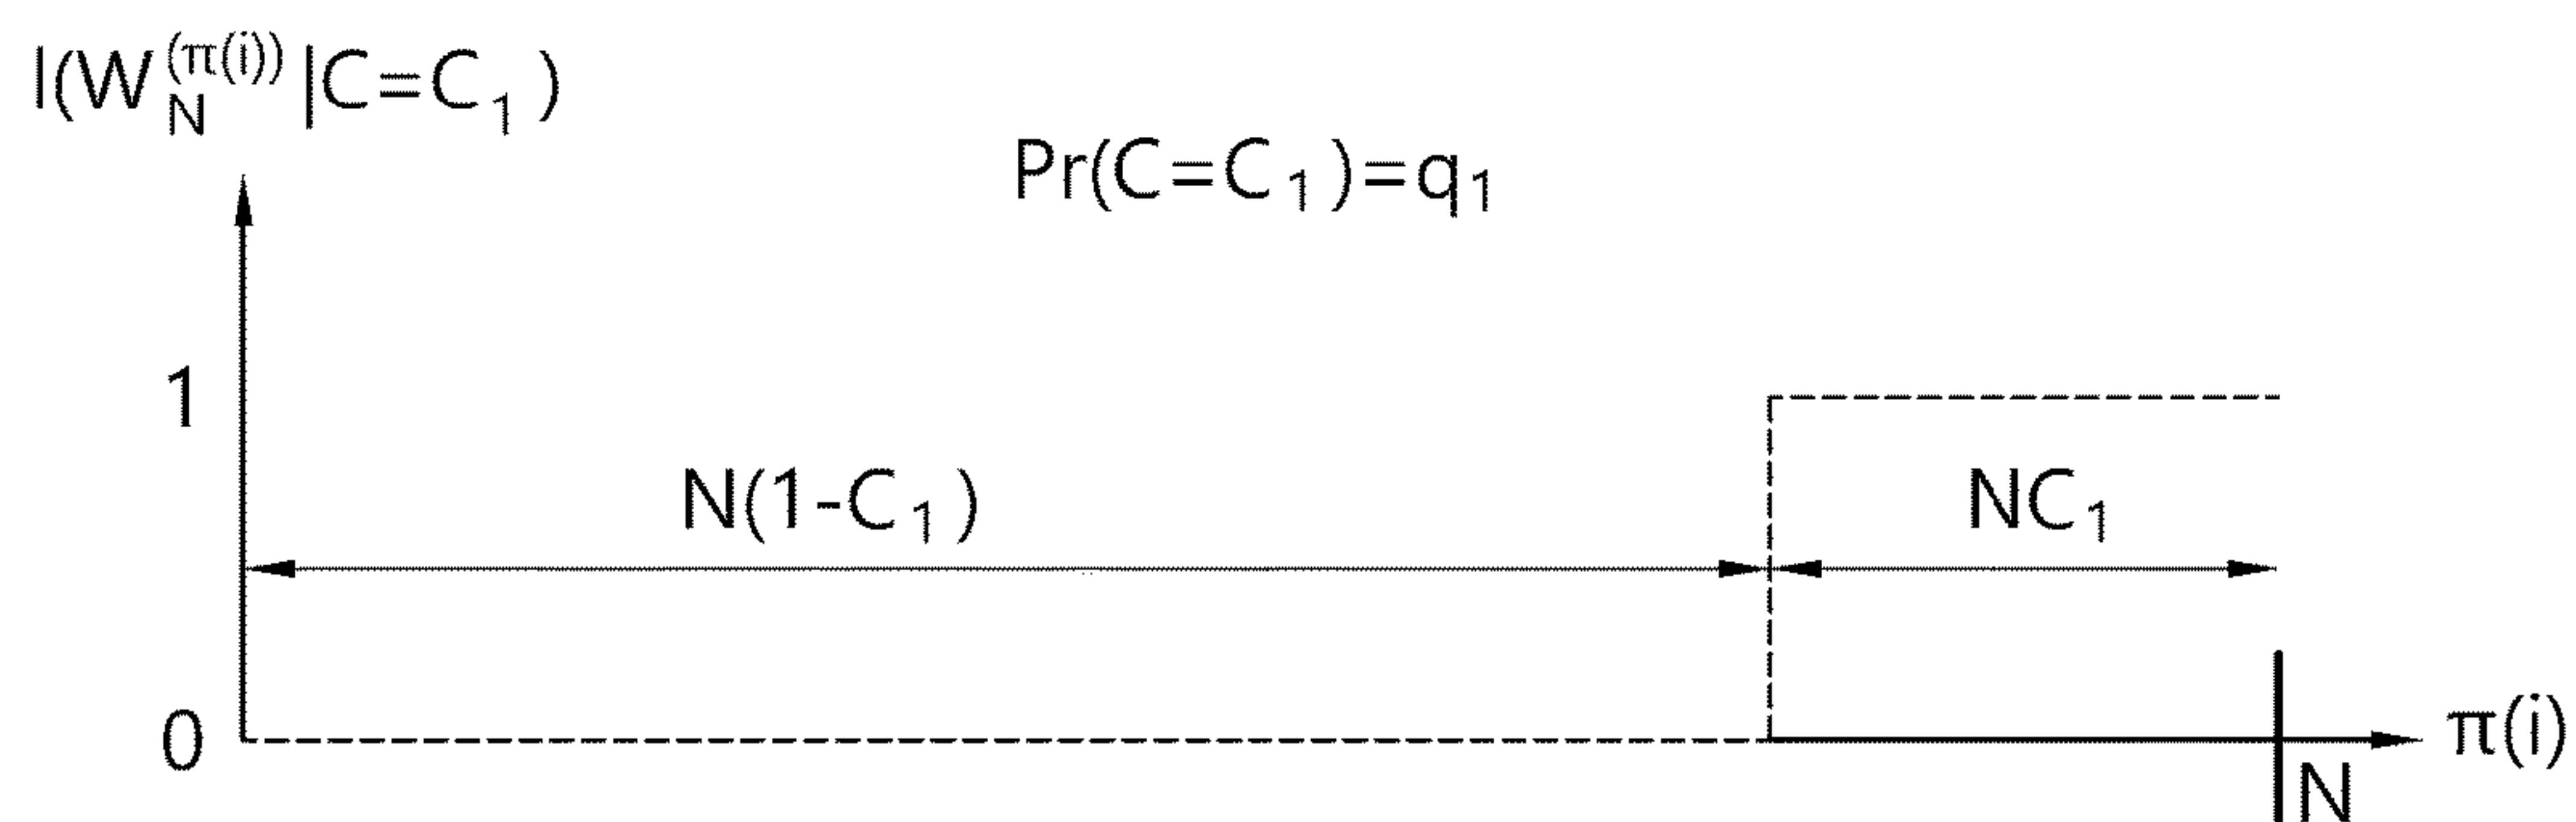 I(W_N^(π(i)) |C=C_1)
Pr(C=C_1)=q_1
1
N(1-C_1)
NC_1
0
π(i)
N